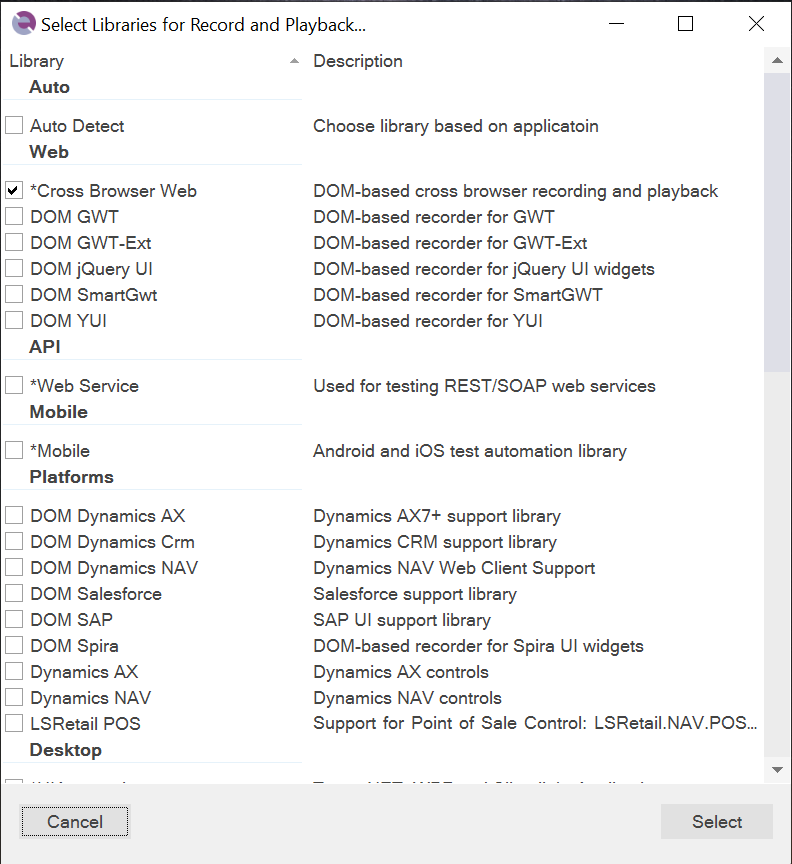 Select Libraries for Record and Playback...
Library Description
Auto
Auto Detect Choose library based on applicatoin
Web
*Cross Browser Web DOM-based cross browser recording and playback
DOM GWT DOM-based recorder for GWT
DOM GWT-Ext DOM-based recorder for GWT-Ext
DOM jQuery UI DOM-based recorder for jQuery UI widgets
DOM SmartGwt DOM-based recorder for SmartGWT
DOM YUI DOM-based recorder for YUI
API
*Web Service Used for testing REST/SOAP web services
Mobile
*Mobile Android and iOS test automation library
Platforms
DOM Dynamics AX Dynamics AX7+ support library
DOM Dynamics Crm Dynamics CRM support library
DOM Dynamics NAV Dynamics NAV Web Client Support
DOM Salesforce Salesforce support library
DOM SAP SAP UI support library
DOM Spira DOM-based recorder for Spira UI widgets
Dynamics AX Dynamics AX controls
Dynamics NAV Dynamics NAV controls
LSRetail POS Support for Point of Sale Control: LSRetail.NAV.POS...
Desktop
Cancel Select